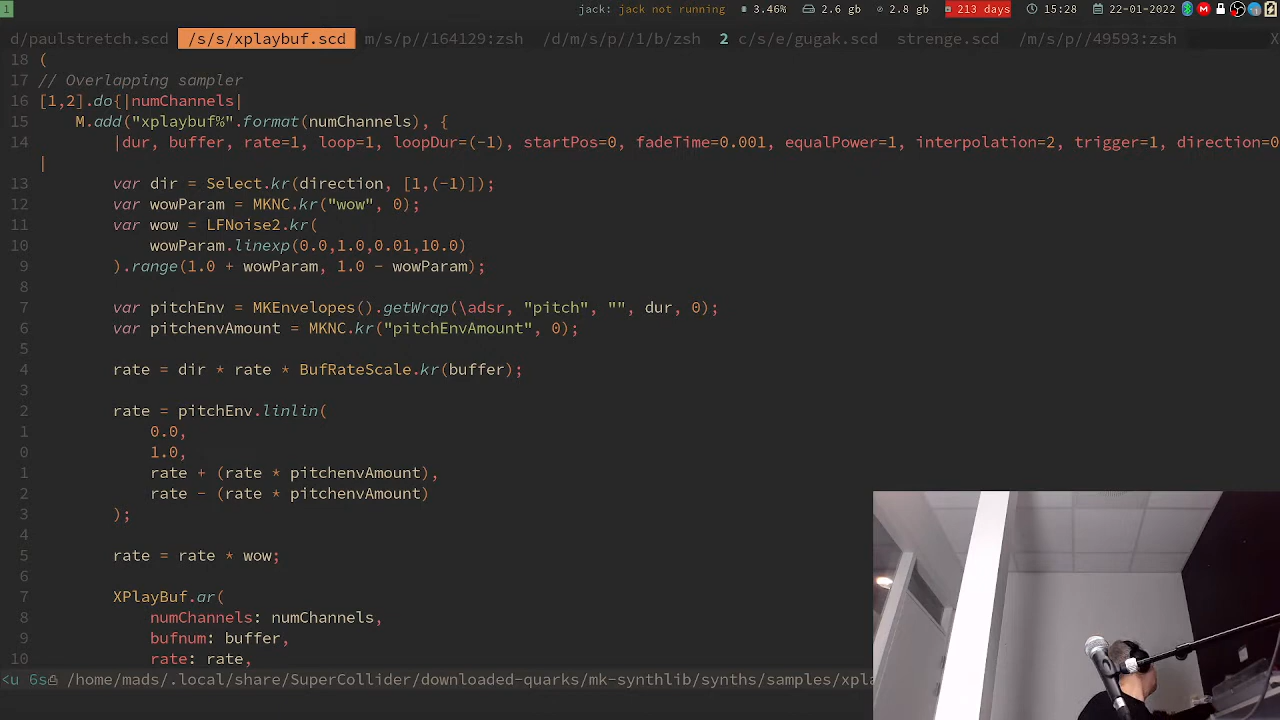 1 jack: jack not running 3.46% 2.6 gb 2.8 gb 213 days 15:28 22-01-2022
d/paulstretch.scd /s/s/xplaybuf.scd m/s/p//164129:zsh /d/m/s/p//1/b/zsh 2 c/s/e/gugak.scd strenge.scd /m/s/p//49593:zsh X
18 (
17 // Overlapping sampler
16 [1,2].do{|numChannels|
15 M.add("xplaybuf%".format(numChannels), {
14 |dur, buffer, rate=1, loop=1, loopDur=(-1), startPos=0, fadeTime=0.001, equalPower=1, interpolation=2, trigger=1, direction=0
|
13 var dir = Select.kr(direction, [1,(-1)]);
12 var wowParam = MKNC.kr("wow", 0);
11 var wow = LFNoise2.kr(
10 wowParam.linexp(0.0,1.0,0.01,10.0)
9 ).range(1.0 + wowParam, 1.0 - wowParam);
8
7 var pitchEnv = MKEnvelopes().getWrap(\adsr, "pitch", "", dur, 0);
6 var pitchenvAmount = MKNC.kr("pitchEnvAmount", 0);
5
4 rate = dir * rate * BufRateScale.kr(buffer);
3
2 rate = pitchEnv.linlin(
1 0.0,
0 1.0,
1 rate + (rate * pitchenvAmount),
2 rate - (rate * pitchenvAmount)
3 );
4
5 rate = rate * wow;
6
7 XPlayBuf.ar(
8 numChannels: numChannels,
9 bufnum: buffer,
10 rate: rate,
<u 6s /home/mads/.local/share/SuperCollider/downloaded-quarks/mk-synthlib/synths/samples/xpla